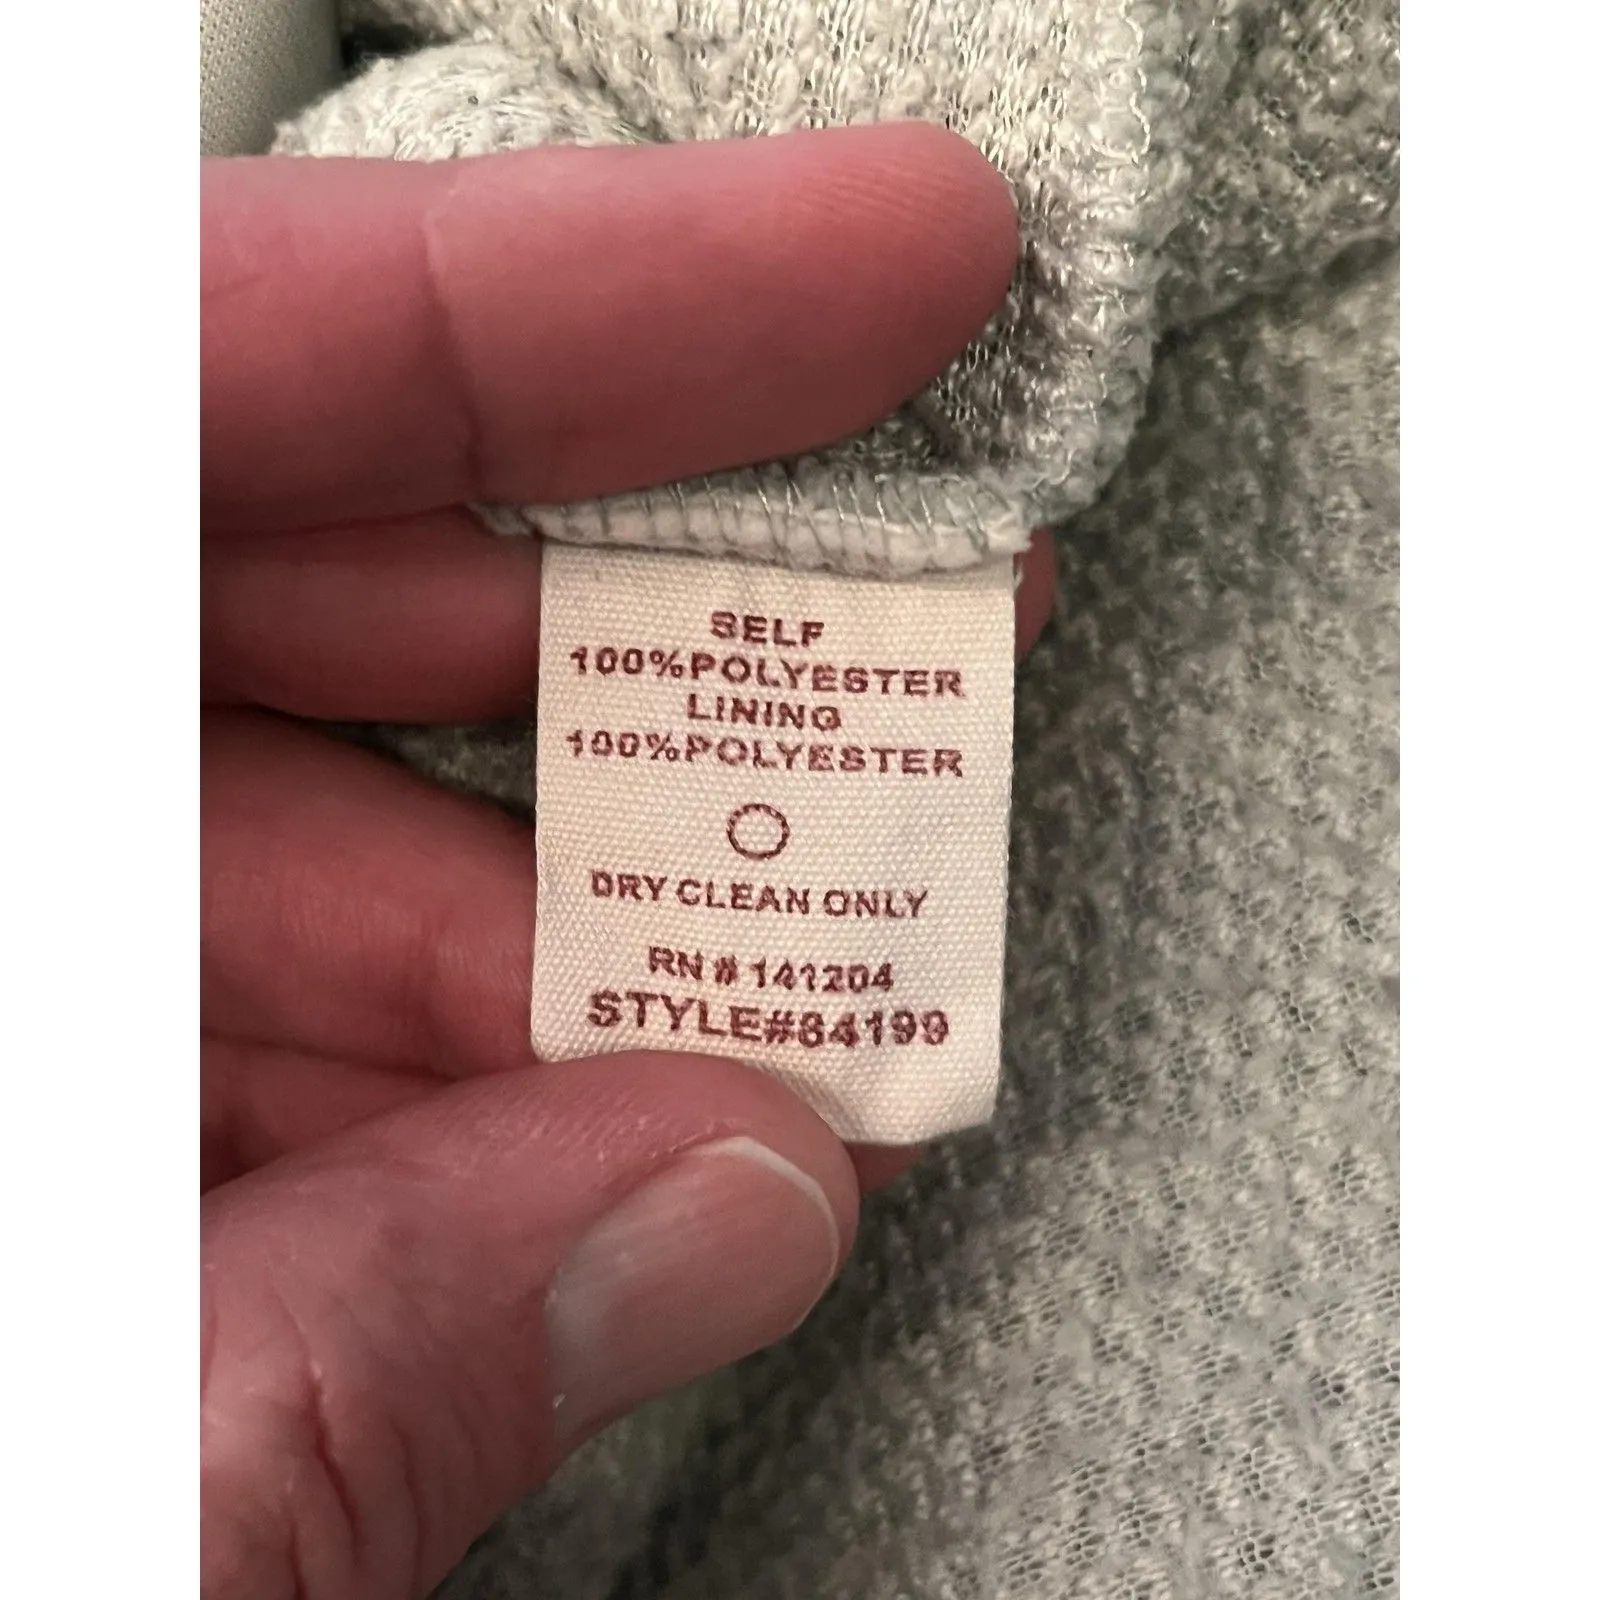 SELF
100%POLYESTER
LINING
100%POLYESTER
DRY CLEAN ONLY
RN # 141204
STYLE#64199